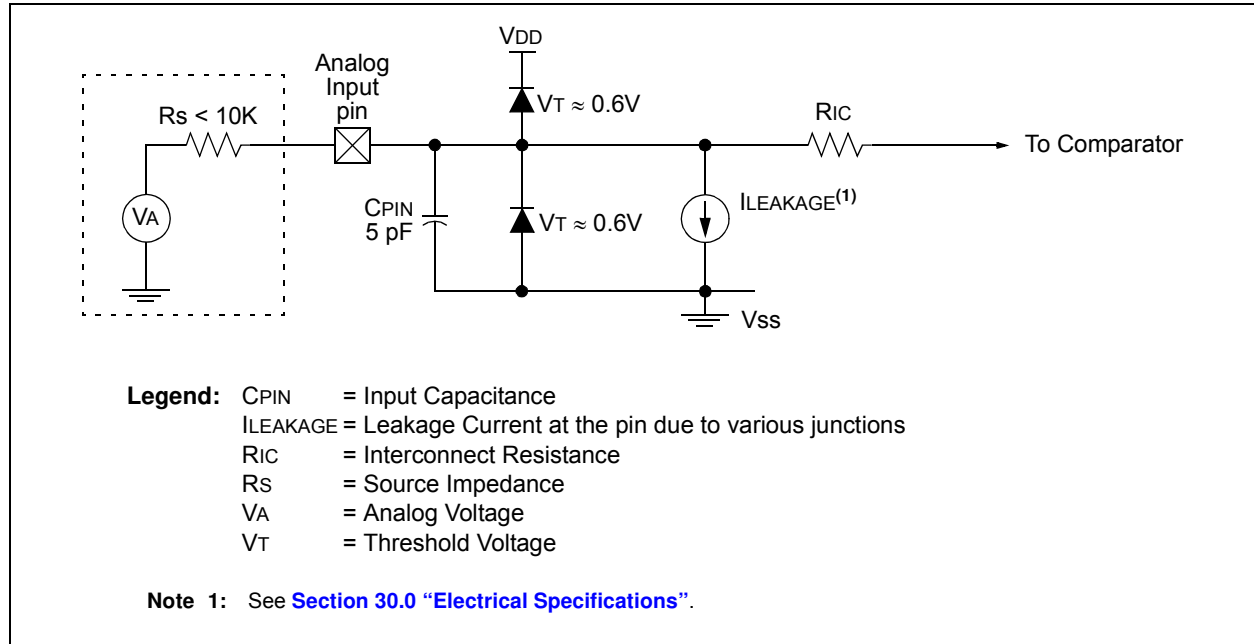 VDD
Analog
Input
pin
Rs < 10K
VT ≈ 0.6V
RIC
To Comparator
VA
CPIN
5 pF
VT ≈ 0.6V
ILEAKAGE(1)
Vss
Legend: CPIN = Input Capacitance
ILEAKAGE = Leakage Current at the pin due to various junctions
RIC = Interconnect Resistance
RS = Source Impedance
VA = Analog Voltage
VT = Threshold Voltage
Note 1: See Section 30.0 “Electrical Specifications”.